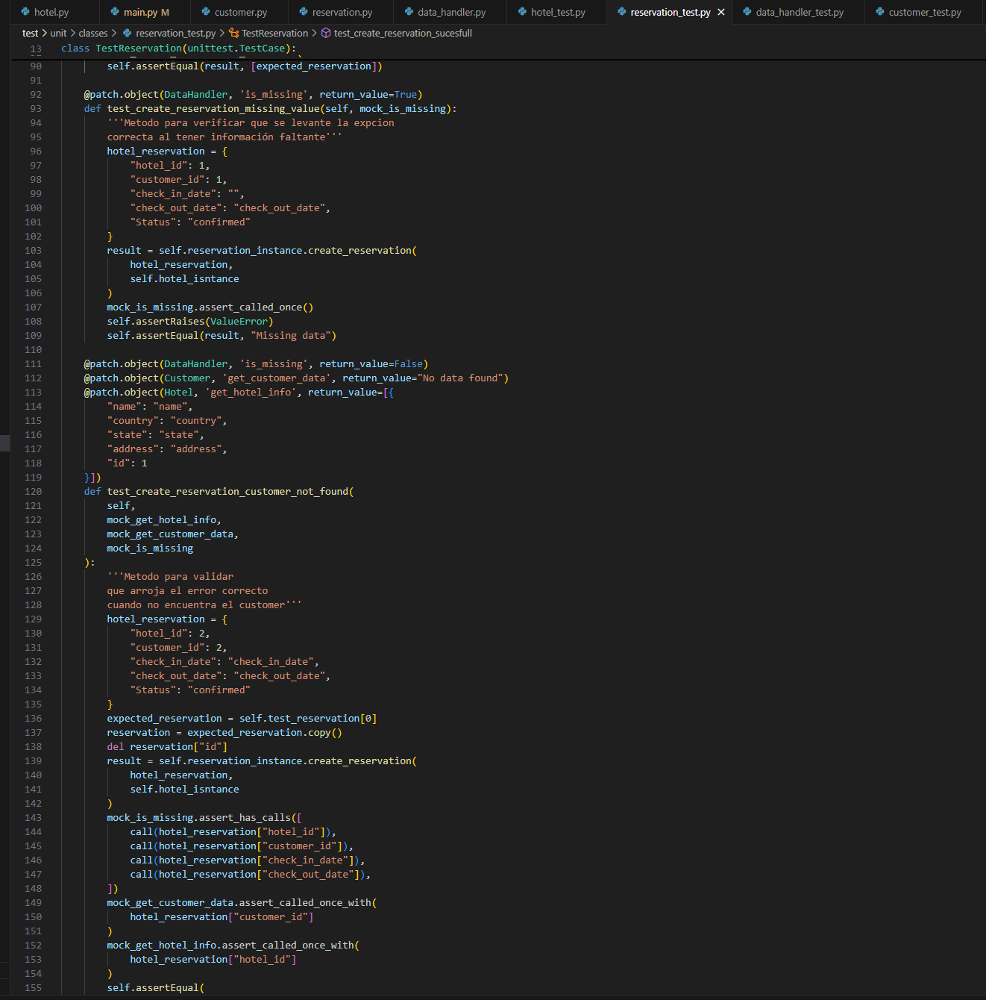 hotel.py main.py M customer.py reservation.py data_handler.py hotel_test.py reservation_test.py data_handler_test.py customer_test.py
test > unit > classes > reservation_test.py > TestReservation > test_create_reservation_sucesfull
13 class TestReservation(unittest.TestCase):
90 self.assertEqual(result, [expected_reservation])
91
92 @patch.object(DataHandler, 'is_missing', return_value=True)
93 def test_create_reservation_missing_value(self, mock_is_missing):
94 '''Metodo para verificar que se levante la expcion
95 correcta al tener información faltante'''
96 hotel_reservation = {
97 "hotel_id": 1,
98 "customer_id": 1,
99 "check_in_date": "",
100 "check_out_date": "check_out_date",
101 "Status": "confirmed"
102 }
103 result = self.reservation_instance.create_reservation(
104 hotel_reservation,
105 self.hotel_isntance
106 )
107 mock_is_missing.assert_called_once()
108 self.assertRaises(ValueError)
109 self.assertEqual(result, "Missing data")
110
111 @patch.object(DataHandler, 'is_missing', return_value=False)
112 @patch.object(Customer, 'get_customer_data', return_value="No data found")
113 @patch.object(Hotel, 'get_hotel_info', return_value=[{
114 "name": "name",
115 "country": "country",
116 "state": "state",
117 "address": "address",
118 "id": 1
119 }])
120 def test_create_reservation_customer_not_found(
121 self,
122 mock_get_hotel_info,
123 mock_get_customer_data,
124 mock_is_missing
125 ):
126 '''Metodo para validar
127 que arroja el error correcto
128 cuando no encuentra el customer'''
129 hotel_reservation = {
130 "hotel_id": 2,
131 "customer_id": 2,
132 "check_in_date": "check_in_date",
133 "check_out_date": "check_out_date",
134 "Status": "confirmed"
135 }
136 expected_reservation = self.test_reservation[0]
137 reservation = expected_reservation.copy()
138 del reservation["id"]
139 result = self.reservation_instance.create_reservation(
140 hotel_reservation,
141 self.hotel_isntance
142 )
143 mock_is_missing.assert_has_calls([
144 call(hotel_reservation["hotel_id"]),
145 call(hotel_reservation["customer_id"]),
146 call(hotel_reservation["check_in_date"]),
147 call(hotel_reservation["check_out_date"]),
148 ])
149 mock_get_customer_data.assert_called_once_with(
150 hotel_reservation["customer_id"]
151 )
152 mock_get_hotel_info.assert_called_once_with(
153 hotel_reservation["hotel_id"]
154 )
155 self.assertEqual(